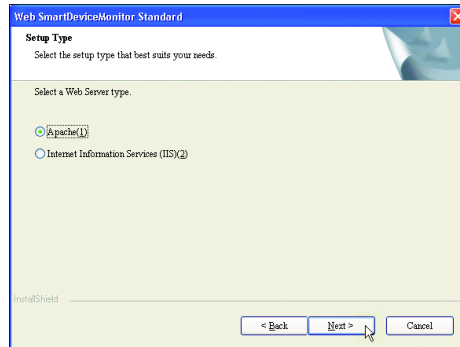 Web SmartDeviceMonitor Standard
Setup Type
Select the setup type that best suits your needs.
Select a Web Server type.
Apache(1)
Internet Information Services (IIS)(2)
InstallShield
< Back
Next >
Cancel